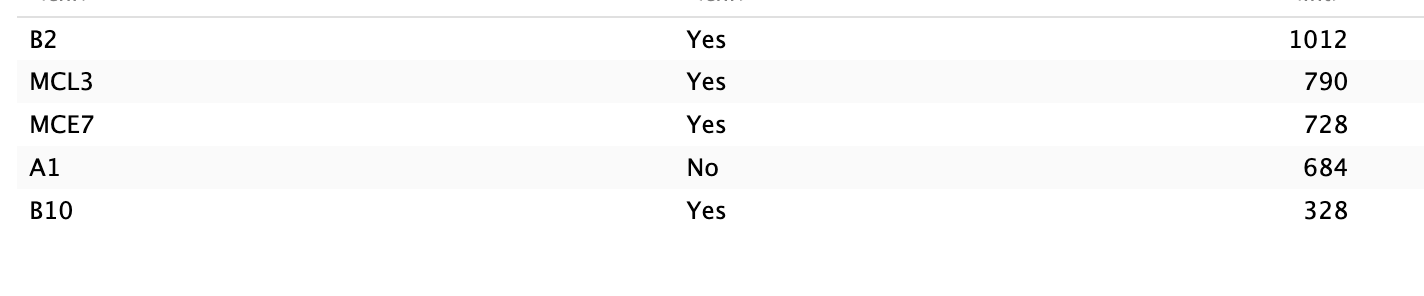 B2 Yes 1012
MCL3 Yes 790
MCE7 Yes 728
A1 No 684
B10 Yes 328